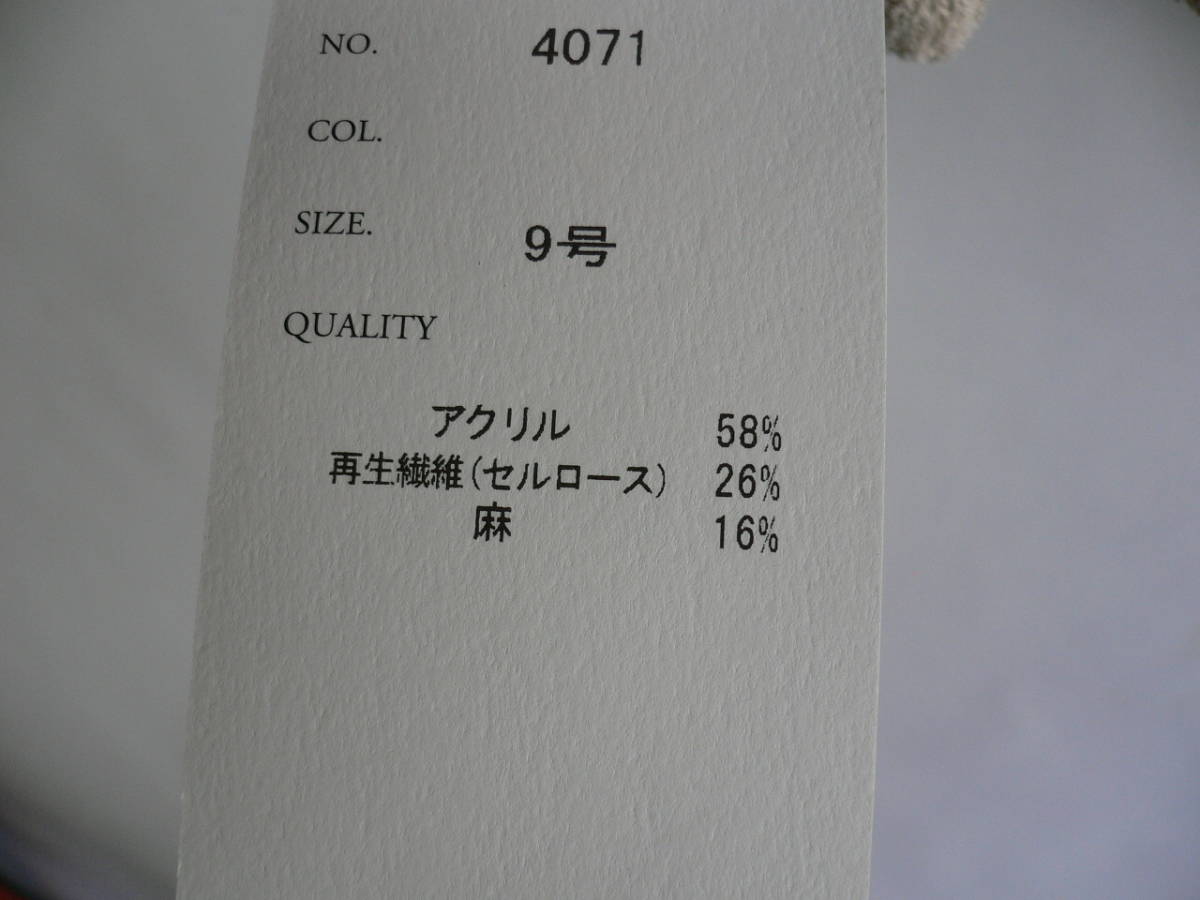 NO. 4071
COL.
SIZE. 9号
QUALITY
アクリル 58%
再生繊維(セルロース) 26%
麻 16%